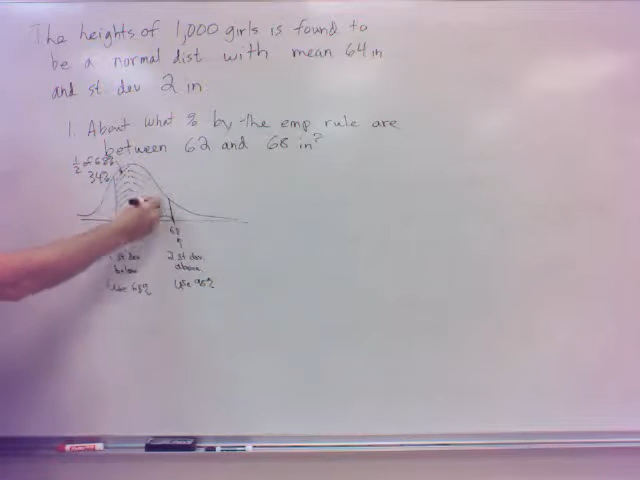 The heights of 1,000 girls is found to
be a normal dist with mean 64 in
and st dev 2 in
1. About what % by the emp rule are
between 62 and 68 in?
1/2 of 68%
34%
68
1 st dev 2 st dev
below above
use 68% use 95%